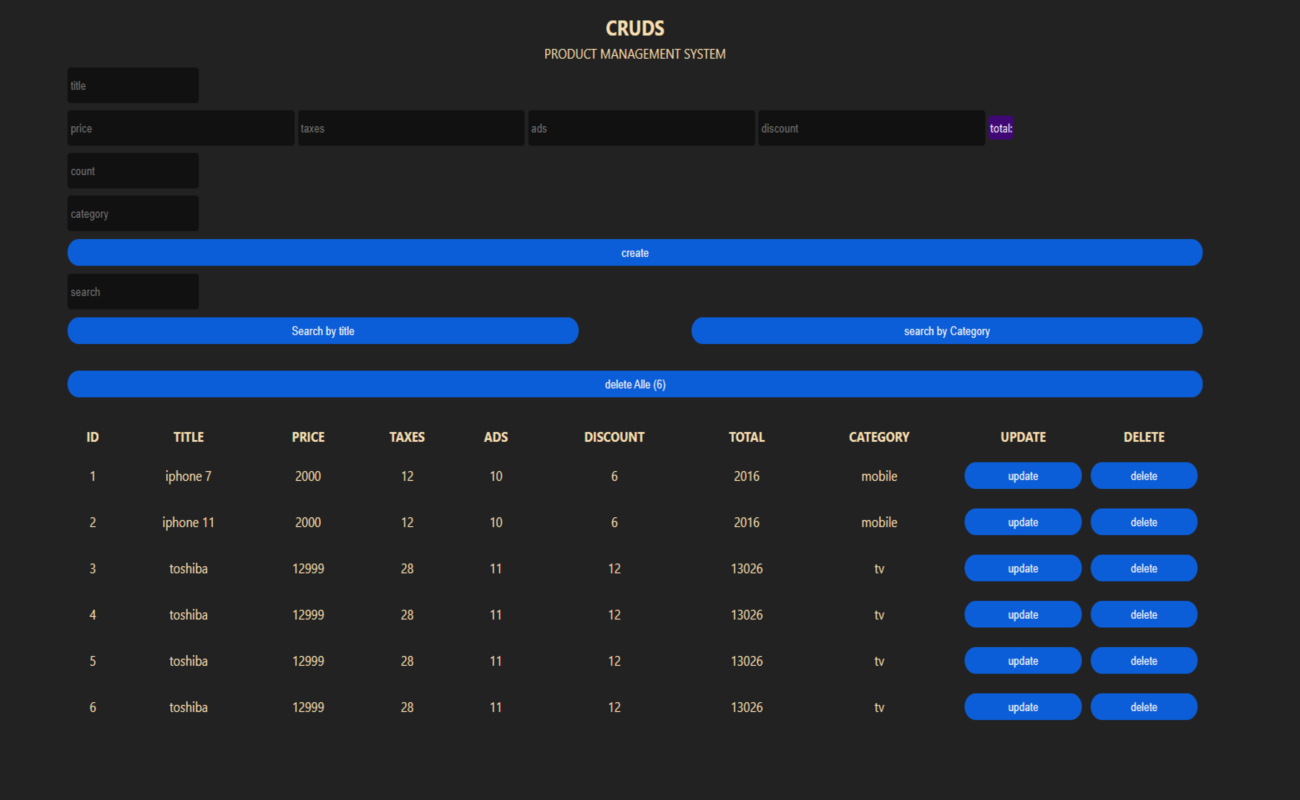 CRUDS
PRODUCT MANAGEMENT SYSTEM
title
price taxes ads discount total:
count
category
create
search
Search by title search by Category
delete Alle (6)
ID TITLE PRICE TAXES ADS DISCOUNT TOTAL CATEGORY UPDATE DELETE
1 iphone 7 2000 12 10 6 2016 mobile update delete
2 iphone 11 2000 12 10 6 2016 mobile update delete
3 toshiba 12999 28 11 12 13026 tv update delete
4 toshiba 12999 28 11 12 13026 tv update delete
5 toshiba 12999 28 11 12 13026 tv update delete
6 toshiba 12999 28 11 12 13026 tv update delete